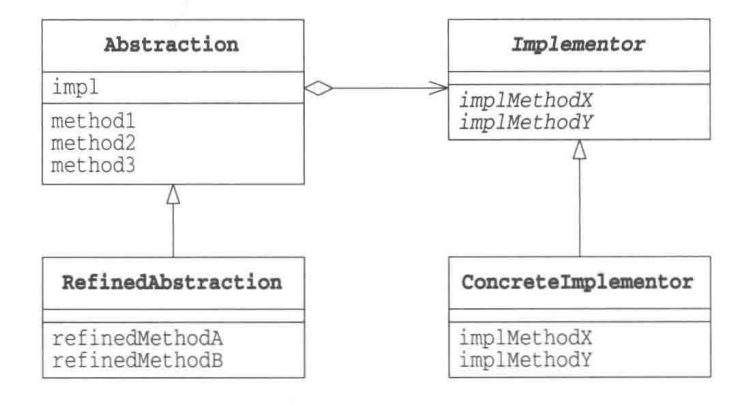 Abstraction
impl
method1
method2
method3
Implementor
implMethodX
implMethodY
RefinedAbstraction
refinedMethodA
refinedMethodB
ConcreteImplementor
implMethodX
implMethodY